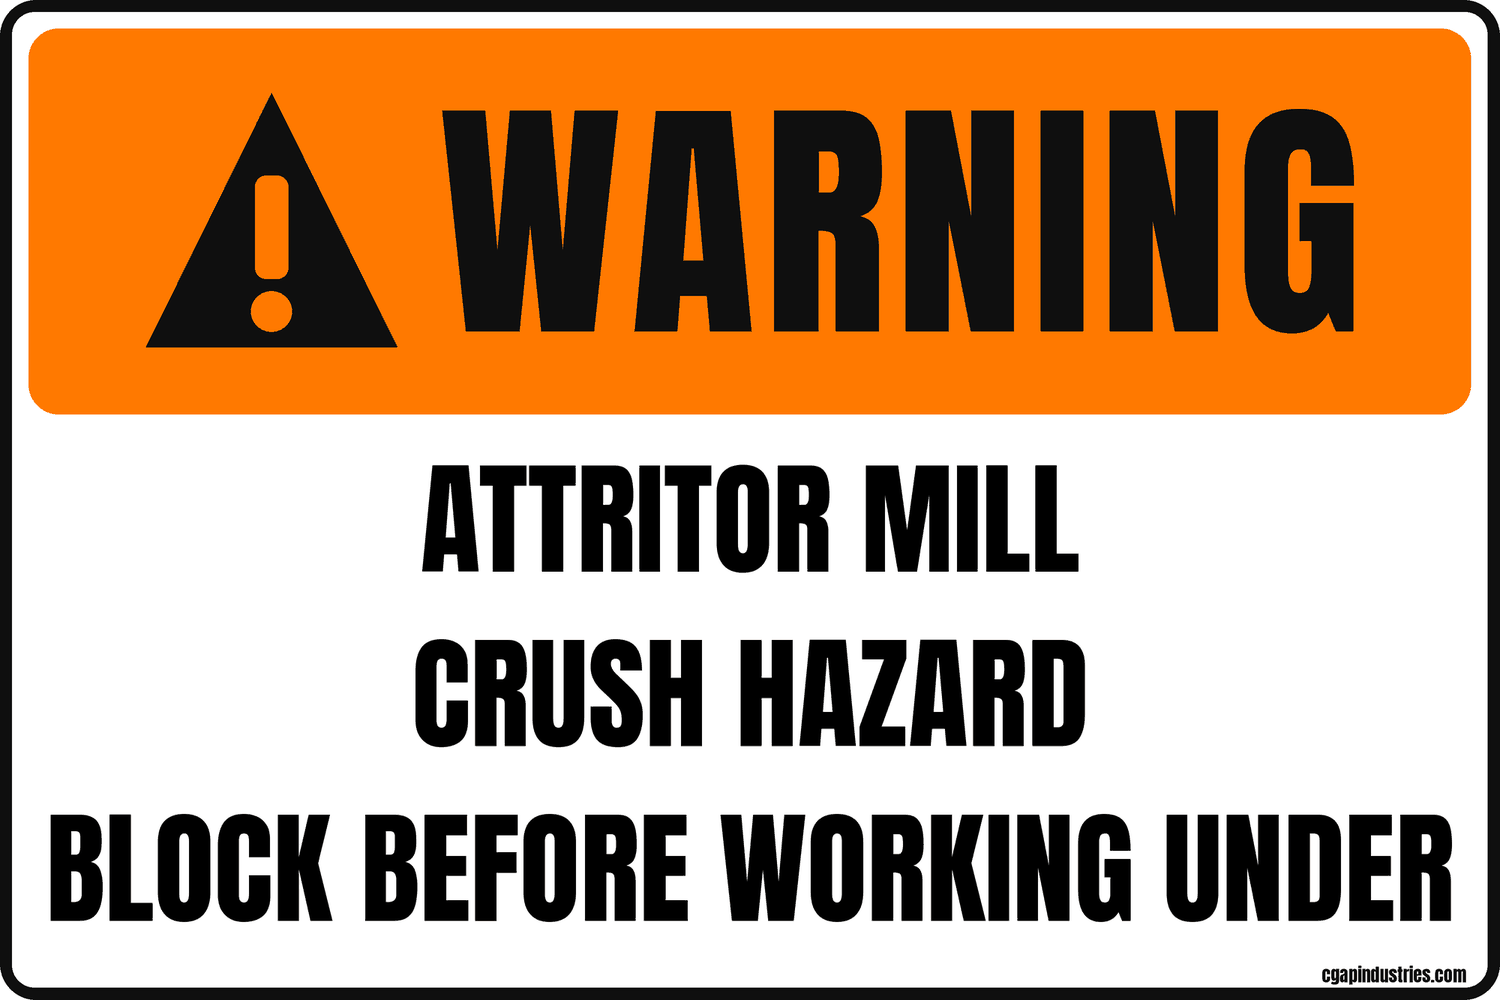 WARNING
ATTRITOR MILL
CRUSH HAZARD
BLOCK BEFORE WORKING UNDER
cgapindustries.com